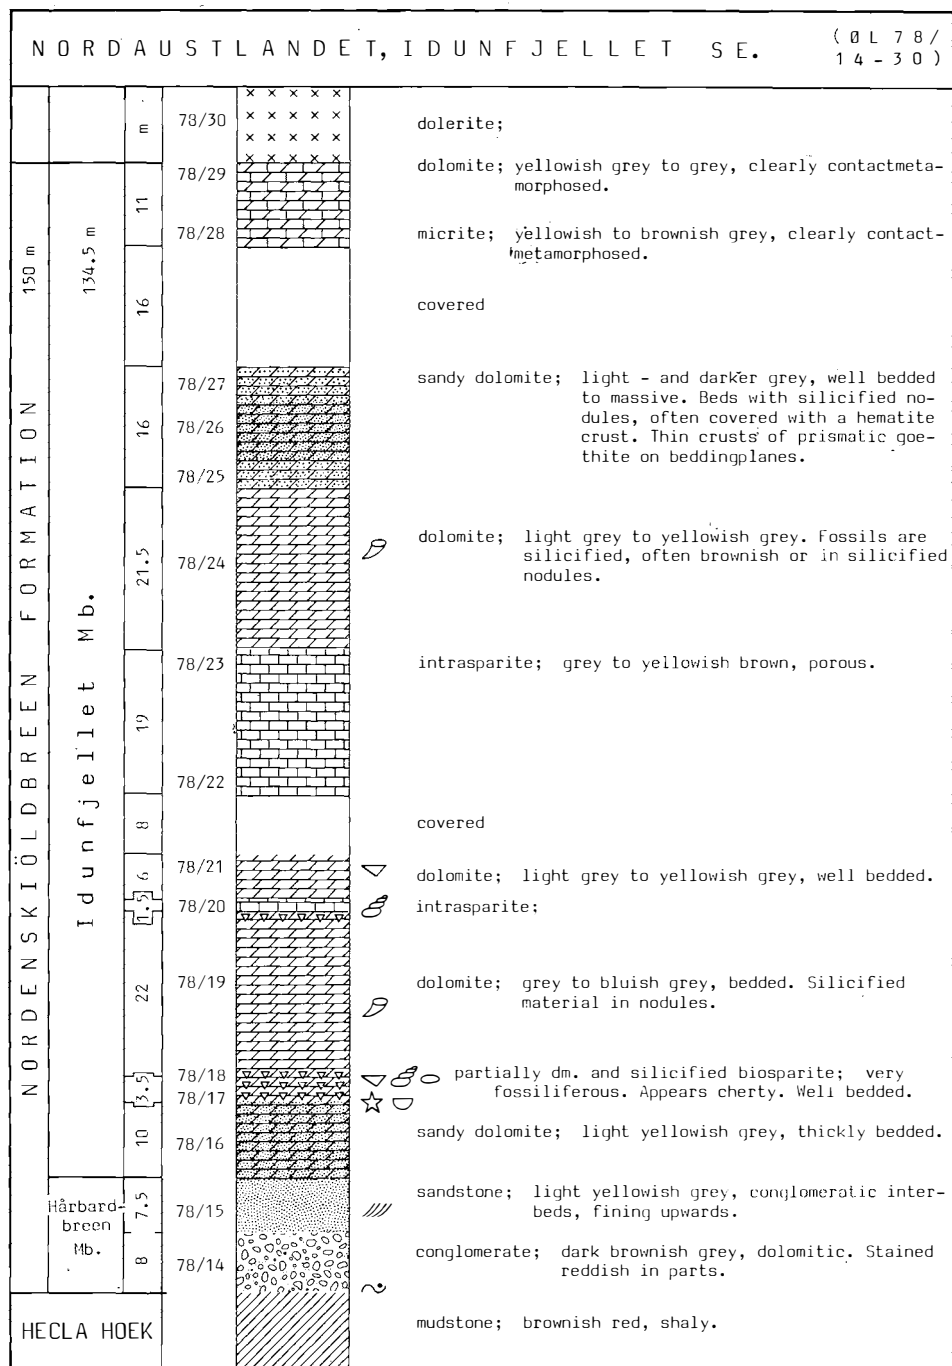 NORDAUSTLANDET, IDUNFJELLET SE. (ØL 78/
14-30)
NORDENSKIÖLDBREEN FORMATION 150 m
Idunfjellet Mb. 134.5 m
m 78/30 dolerite;
11 78/29 dolomite; yellowish grey to grey, clearly contactmeta-
morphosed.
78/28 micrite; yellowish to brownish grey, clearly contact-
metamorphosed.
16 covered
16 78/27 sandy dolomite; light - and darker grey, well bedded
to massive. Beds with silicified no-
78/26 dules, often covered with a hematite
crust. Thin crusts of prismatic goe-
78/25 thite on beddingplanes.
21.5 78/24 dolomite; light grey to yellowish grey. Fossils are
silicified, often brownish or in silicified
nodules.
19 78/23 intrasparite; grey to yellowish brown, porous.
78/22
8 covered
6 78/21 dolomite; light grey to yellowish grey, well bedded.
1.5 78/20 intrasparite;
22 78/19 dolomite; grey to bluish grey, bedded. Silicified
material in nodules.
3.5 78/18 partially dm. and silicified biosparite; very
78/17 fossiliferous. Appears cherty. Well bedded.
10 78/16 sandy dolomite; light yellowish grey, thickly bedded.
Hårbard-
breen
Mb.
7.5 78/15 sandstone; light yellowish grey, conglomeratic inter-
beds, fining upwards.
8 78/14 conglomerate; dark brownish grey, dolomitic. Stained
reddish in parts.
HECLA HOEK mudstone; brownish red, shaly.